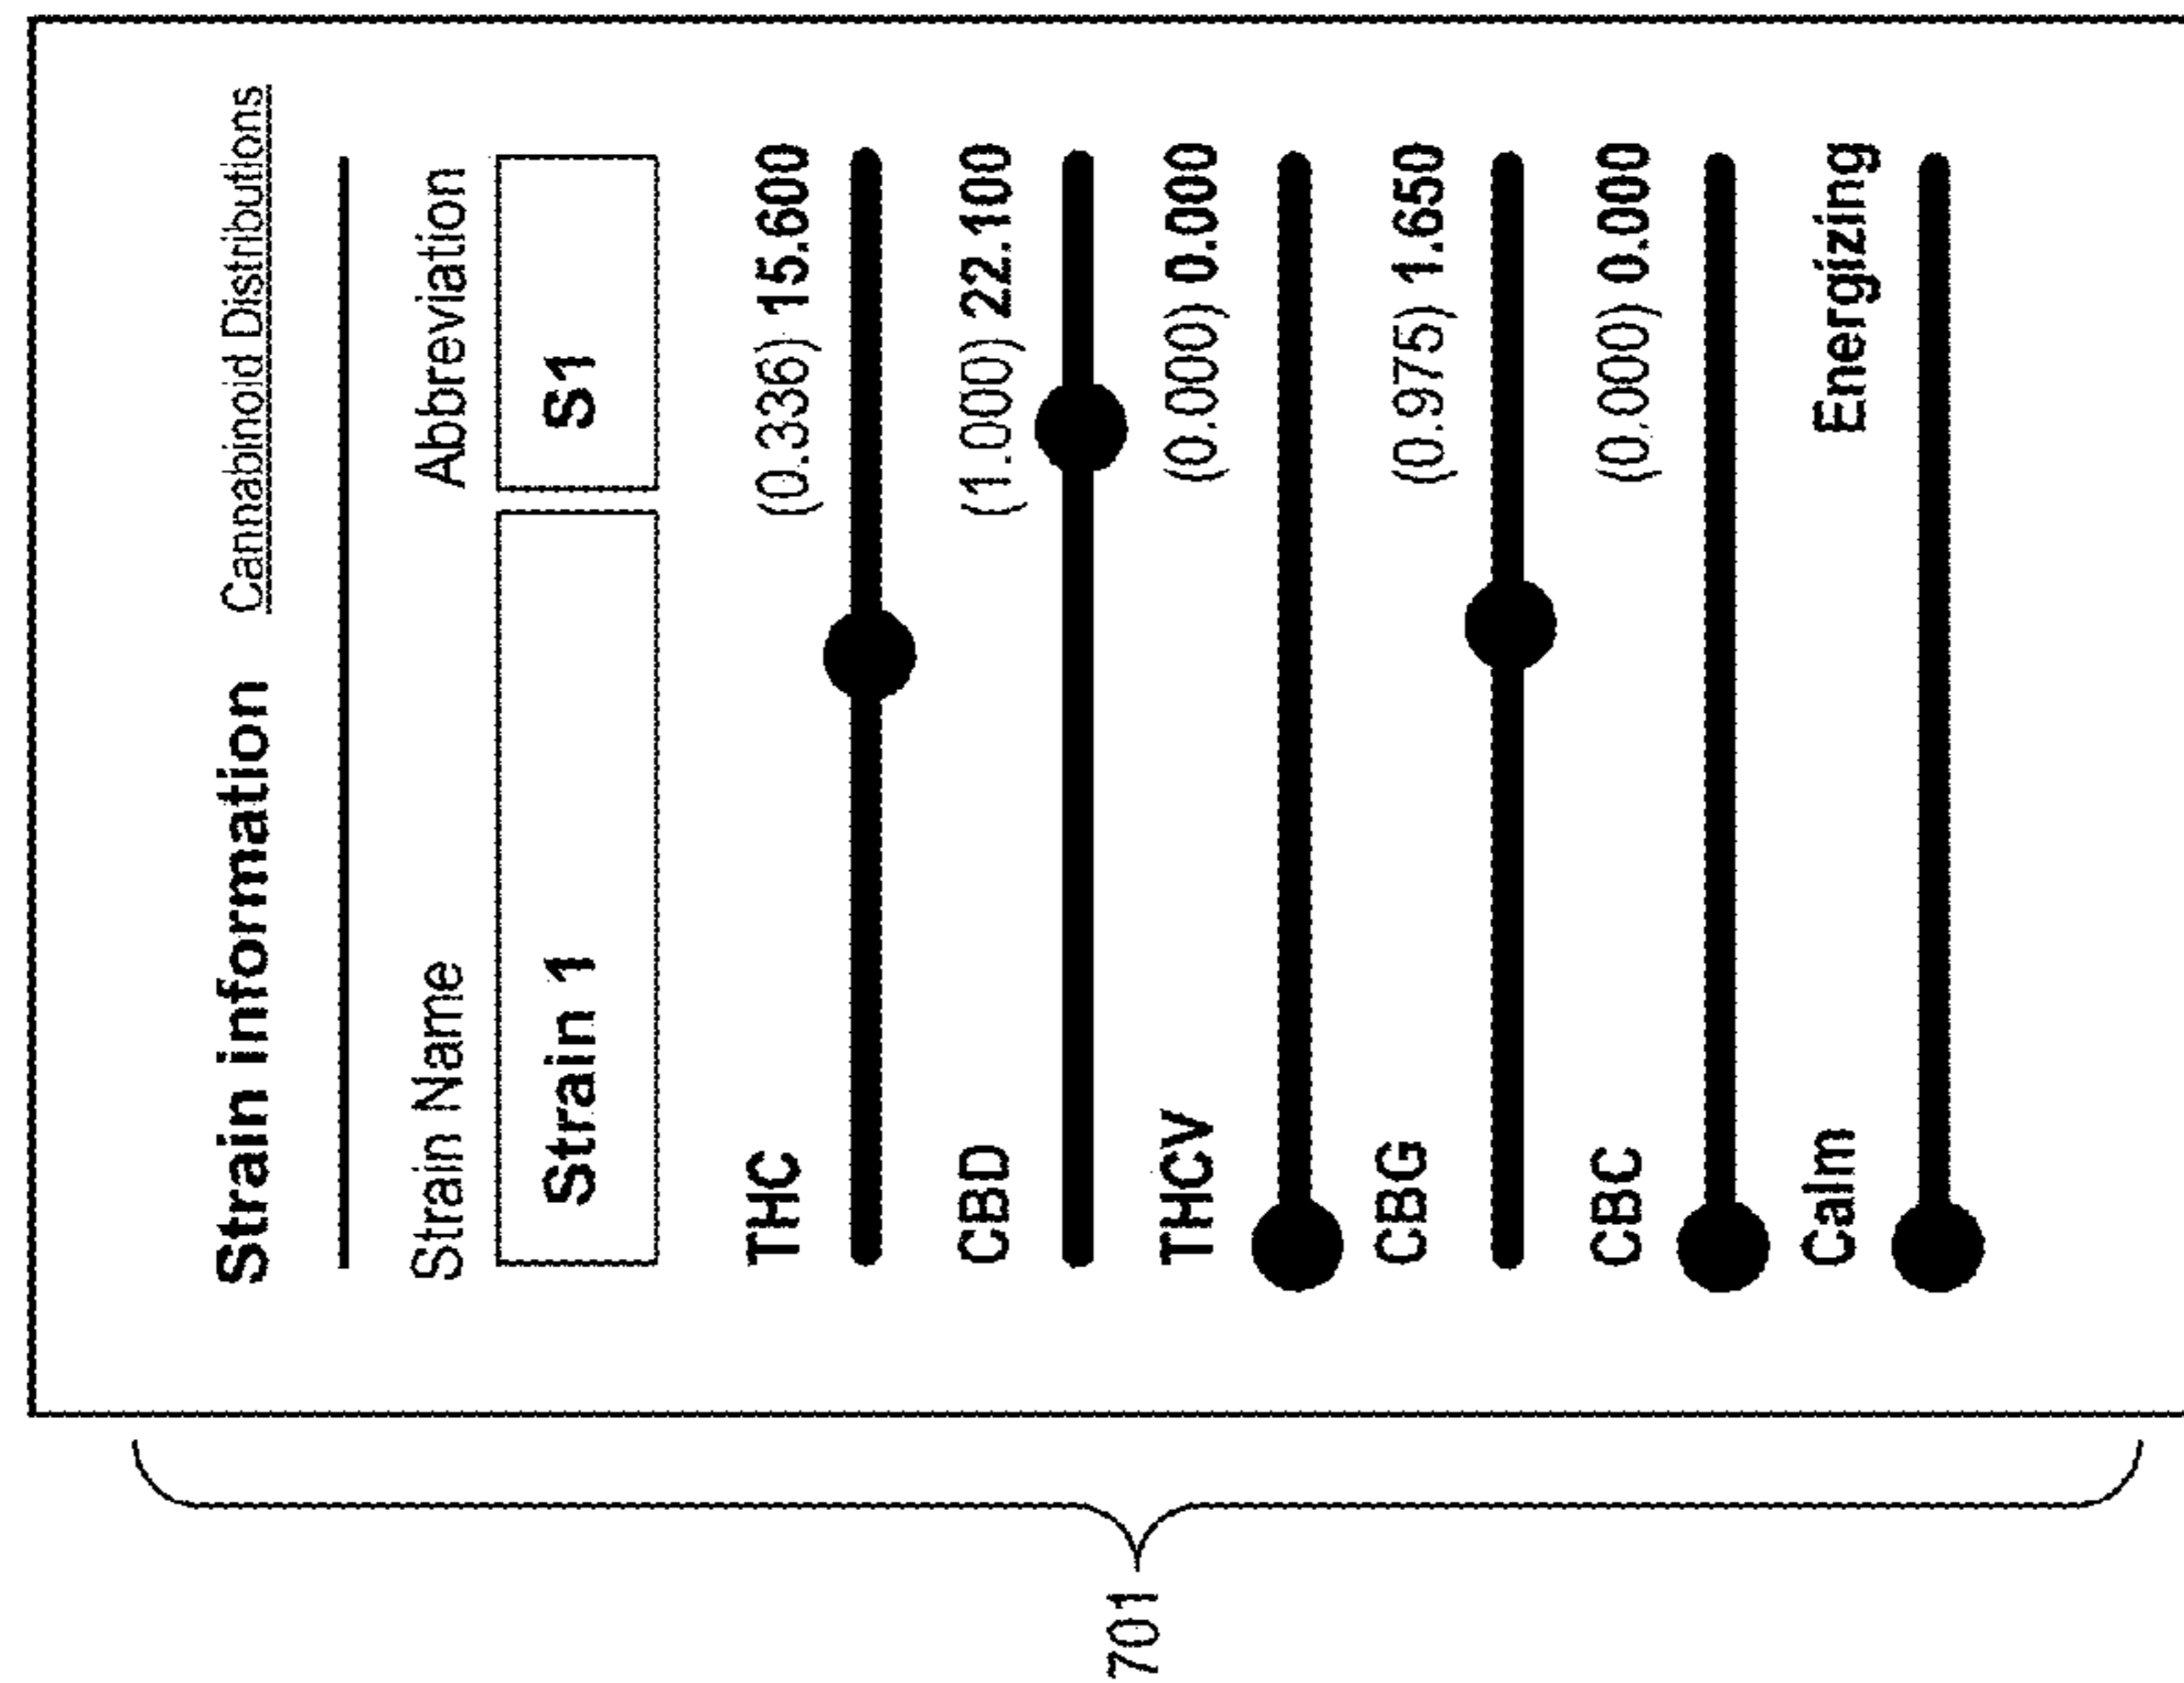 Strain information Cannabinoid Distributions
Strain Name Abbreviation
Strain 1 s1
THC (0.336) 15.600
CBD (1.000) 22.100
THCV (0.000) 0.000
CBG (0.975) 1.650
CBC (0.000) 0.000
Calm Energizing
701